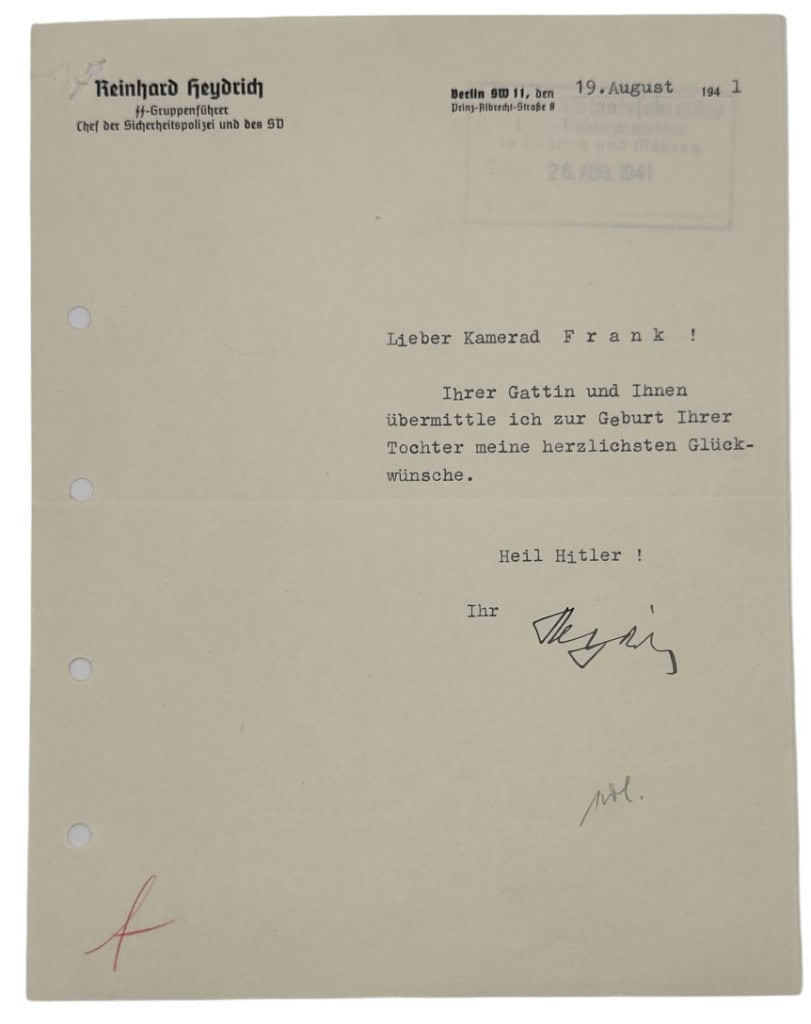 Reinhard Heydrich
SS-Gruppenführer
Chef der Sicherheitspolizei und des SD
Berlin SW 11, den 19.August 1941
Prinz-Albrecht-Straße 8
26. AUG. 1941
Lieber Kamerad F r a n k !
Ihrer Gattin und Ihnen
übermittle ich zur Geburt Ihrer
Tochter meine herzlichsten Glück-
wünsche.
Heil Hitler !
Ihr Heydrich